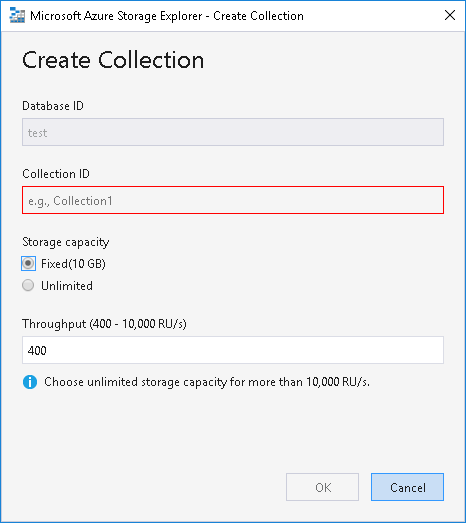 Microsoft Azure Storage Explorer - Create Collection
Create Collection
Database ID
test
Collection ID
e.g., Collection1
Storage capacity
Fixed(10 GB)
Unlimited
Throughput (400 - 10,000 RU/s)
400
Choose unlimited storage capacity for more than 10,000 RU/s.
OK Cancel